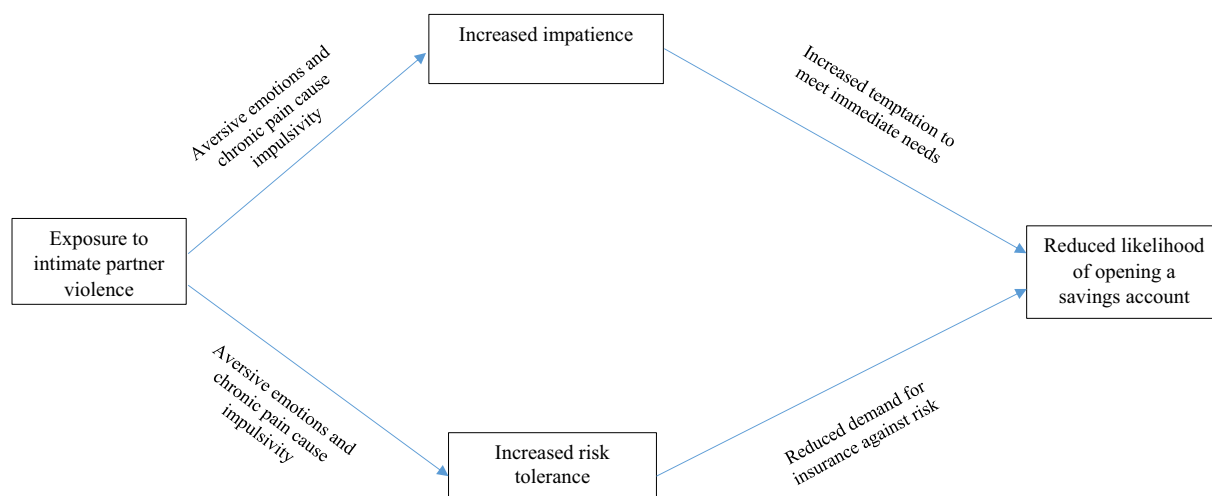 Increased impatience
Aversive emotions and
chronic pain cause
impulsivity
Increased temptation to
meet immediate needs
Exposure to
intimate partner
violence
Reduced likelihood
of opening a
savings account
Aversive emotions and
chronic pain cause
impulsivity
Increased risk
tolerance
Reduced demand for
insurance against risk